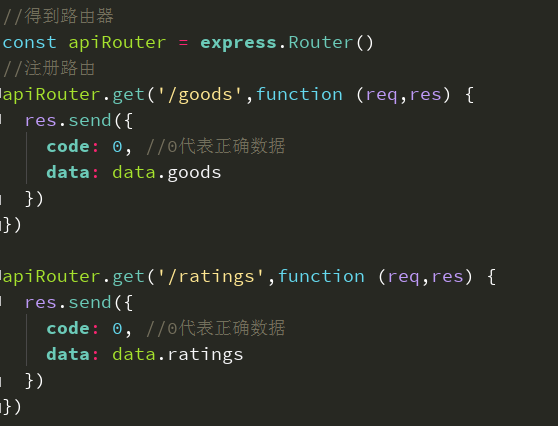 //得到路由器
const apiRouter = express.Router()
//注册路由
apiRouter.get('/goods',function (req,res) {
  res.send({
    code: 0, //0代表正确数据
    data: data.goods
  })
})

apiRouter.get('/ratings',function (req,res) {
  res.send({
    code: 0, //0代表正确数据
    data: data.ratings
  })
})